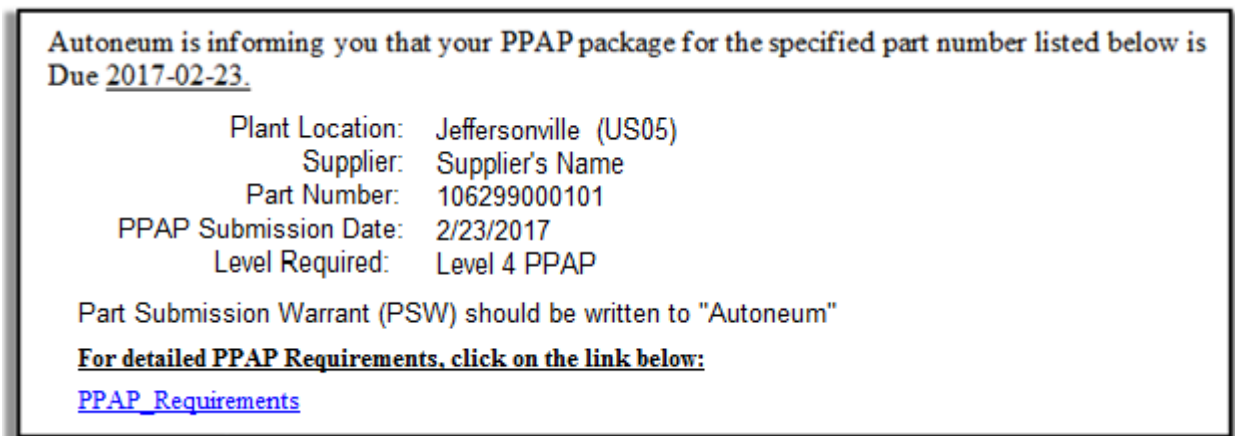 Autoneum is informing you that your PPAP package for the specified part number listed below is
Due 2017-02-23.
Plant Location: Jeffersonville (US05)
Supplier: Supplier's Name
Part Number: 106299000101
PPAP Submission Date: 2/23/2017
Level Required: Level 4 PPAP
Part Submission Warrant (PSW) should be written to "Autoneum"
For detailed PPAP Requirements, click on the link below:
PPAP_Requirements